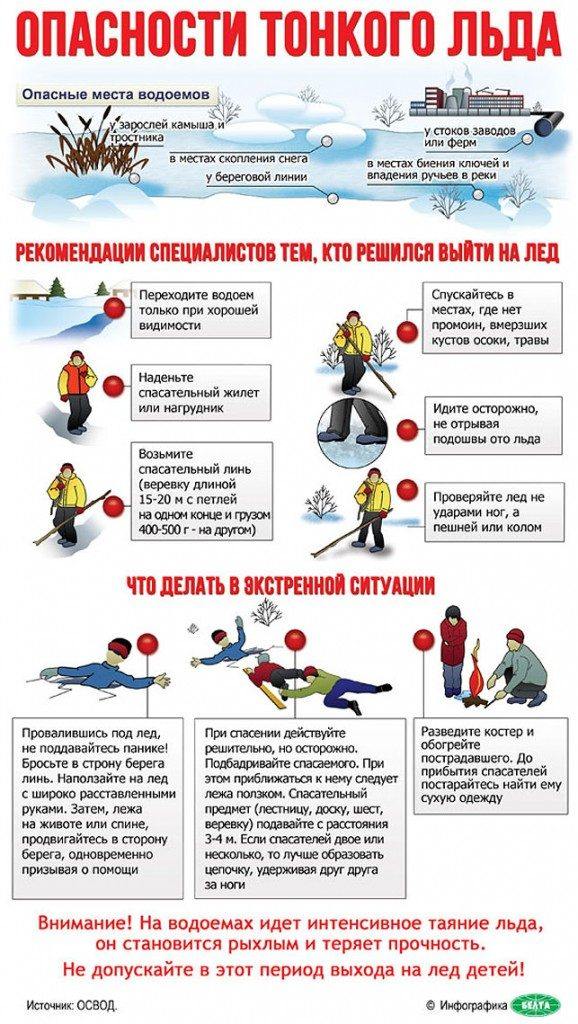 ОПАСНОСТИ ТОНКОГО ЛЬДА
Опасные места водоемов
у зарослей камыша и
тростника
в местах скопления снега
у береговой линии
у стоков заводов
или ферм
в местах биения ключей и
впадения ручьев в реки
РЕКОМЕНДАЦИИ СПЕЦИАЛИСТОВ ТЕМ, КТО РЕШИЛСЯ ВЫЙТИ НА ЛЕД
Переходите водоем
только при хорошей
видимости
Наденьте
спасательный жилет
или нагрудник
Возьмите
спасательный линь
(веревку длиной
15-20 м с петлей
на одном конце и грузом
400-500 г - на другом)
Спускайтесь в
местах, где нет
промоин, вмерзших
кустов осоки, травы
Идите осторожно,
не отрывая
подошвы ото льда
Проверяйте лед не
ударами ног, а
пешней или колом
ЧТО ДЕЛАТЬ В ЭКСТРЕННОЙ СИТУАЦИИ
Провалившись под лед,
не поддавайтесь панике!
Бросьте в сторону берега
линь. Наползайте на лед
с широко расставленными
руками. Затем, лежа
на животе или спине,
продвигайтесь в сторону
берега, одновременно
призывая о помощи
При спасении действуйте
решительно, но осторожно.
Подбадривайте спасаемого. При
этом приближаться к нему следует
лежа ползком. Спасательный
предмет (лестницу, доску, шест,
веревку) подавайте с расстояния
3-4 м. Если спасателей двое или
несколько, то лучше образовать
цепочку, удерживая друг друга
за ноги
Разведите костер и
обогрейте
пострадавшего. До
прибытия спасателей
постарайтесь найти ему
сухую одежду
Внимание! На водоемах идет интенсивное таяние льда,
он становится рыхлым и теряет прочность.
Не допускайте в этот период выхода на лед детей!
Источник: ОСВОД.
© Инфографика БЕЛТА